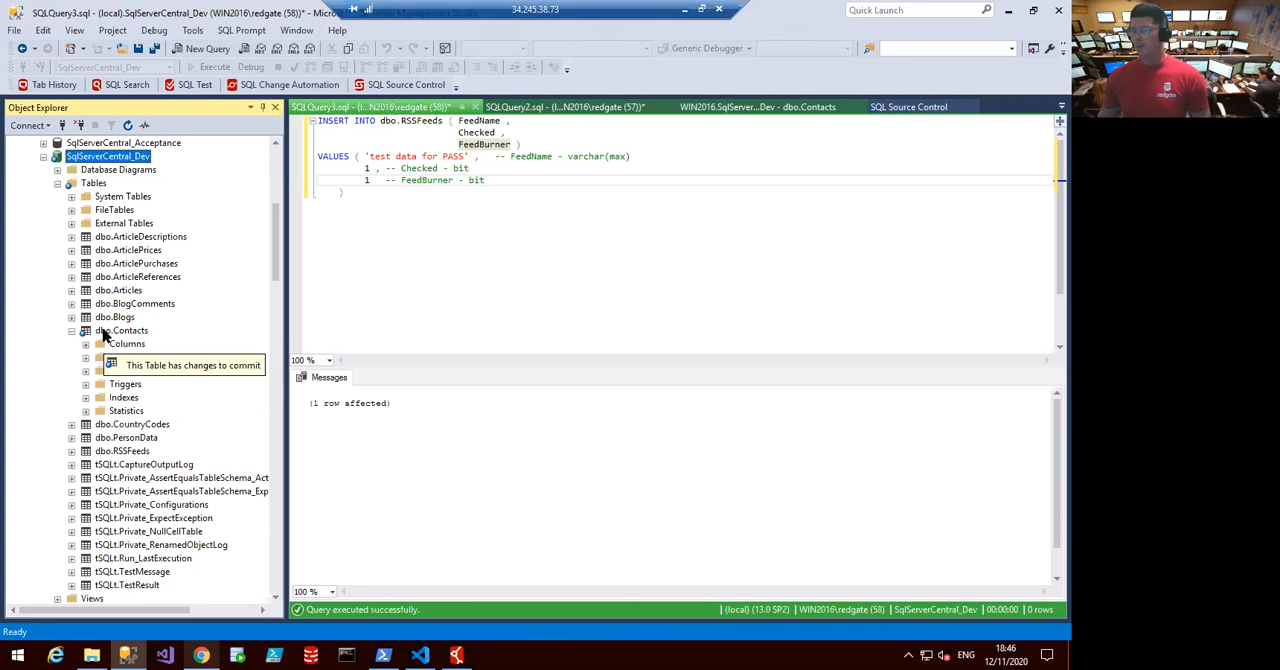 SQLQuery3.sql - (local).SqlServerCentral_Dev (WIN2016\redgate (58))* - Mi
34.245.38.73
Quick Launch
File Edit View Project Debug Tools SQL Prompt Window Help
New Query
Generic Debugger
SqlServerCentral_Dev
Execute Debug
Tab History SQL Search SQL Test SQL Change Automation SQL Source Control
Object Explorer
SQLQuery3.sql - (l...N2016\redgate (58))* SQLQuery2.sql - (l...N2016\redgate (57))* WIN2016.SqlServer...Dev - dbo.Contacts SQL Source Control
Connect
SqlServerCentral_Acceptance
SqlServerCentral_Dev
Database Diagrams
Tables
System Tables
FileTables
External Tables
dbo.ArticleDescriptions
dbo.ArticlePrices
dbo.ArticlePurchases
dbo.ArticleReferences
dbo.Articles
dbo.BlogComments
dbo.Blogs
dbo.Contacts
Columns
This Table has changes to commit
Triggers
Indexes
Statistics
dbo.CountryCodes
dbo.PersonData
dbo.RSSFeeds
tSQLt.CaptureOutputLog
tSQLt.Private_AssertEqualsTableSchema_Act
tSQLt.Private_AssertEqualsTableSchema_Exp
tSQLt.Private_Configurations
tSQLt.Private_ExpectException
tSQLt.Private_NullCellTable
tSQLt.Private_RenamedObjectLog
tSQLt.Run_LastExecution
tSQLt.TestMessage
tSQLt.TestResult
Views
INSERT INTO dbo.RSSFeeds ( FeedName ,
Checked ,
FeedBurner )
VALUES ( 'test data for PASS' , -- FeedName - varchar(max)
1 , -- Checked - bit
1 -- FeedBurner - bit
)
100 %
Messages
(1 row affected)
100 %
Query executed successfully. (local) (13.0 SP2) WIN2016\redgate (58) SqlServerCentral_Dev 00:00:00 0 rows
Ready
ENG
18:46
12/11/2020
redgate